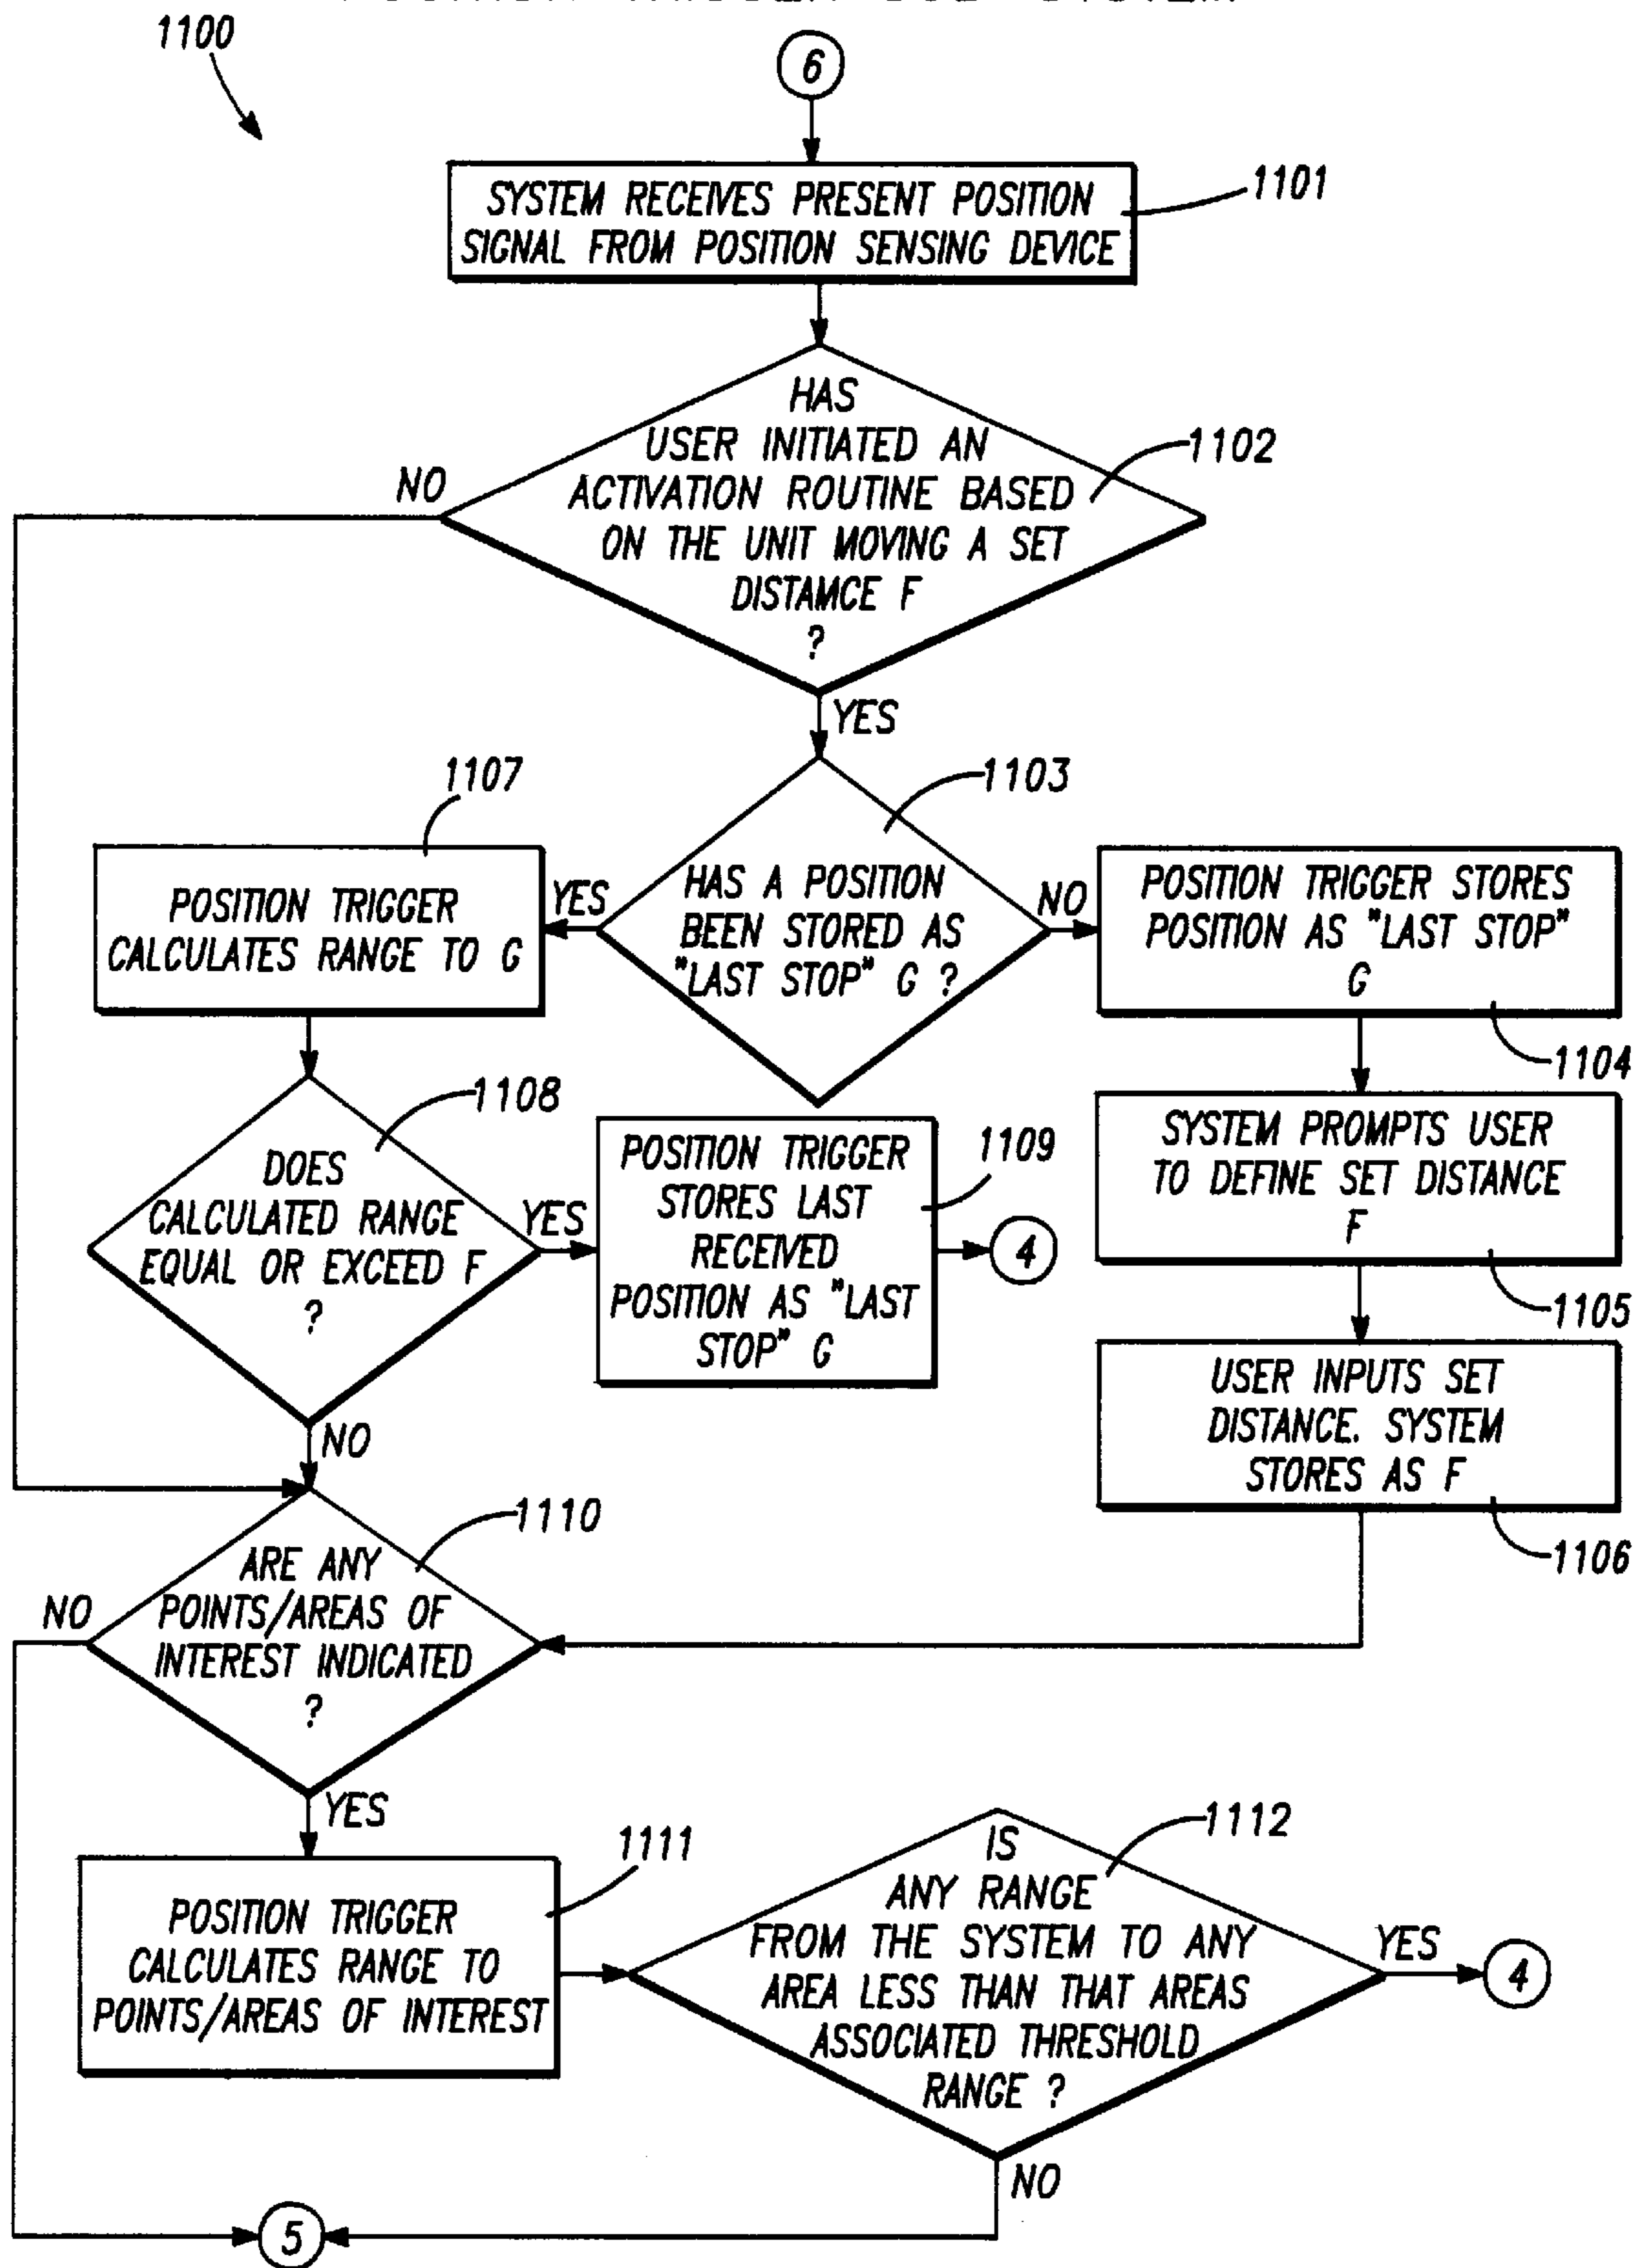 1100
6
SYSTEM RECEIVES PRESENT POSITION
SIGNAL FROM POSITION SENSING DEVICE
1101
HAS
USER INITIATED AN
ACTIVATION ROUTINE BASED
ON THE UNIT MOVING A SET
DISTAMCE F
?
1102
NO
YES
1103
HAS A POSITION
BEEN STORED AS
"LAST STOP" G ?
YES
NO
1107
POSITION TRIGGER
CALCULATES RANGE TO G
POSITION TRIGGER STORES
POSITION AS "LAST STOP"
G
1104
1108
DOES
CALCULATED RANGE
EQUAL OR EXCEED F
?
YES
NO
POSITION TRIGGER
STORES LAST
RECEIVED
POSITION AS "LAST
STOP" G
1109
4
SYSTEM PROMPTS USER
TO DEFINE SET DISTANCE
F
1105
USER INPUTS SET
DISTANCE. SYSTEM
STORES AS F
1106
1110
ARE ANY
POINTS/AREAS OF
INTEREST INDICATED
?
NO
YES
1111
POSITION TRIGGER
CALCULATES RANGE TO
POINTS/AREAS OF INTEREST
1112
IS
ANY RANGE
FROM THE SYSTEM TO ANY
AREA LESS THAN THAT AREAS
ASSOCIATED THRESHOLD
RANGE ?
YES
4
NO
5